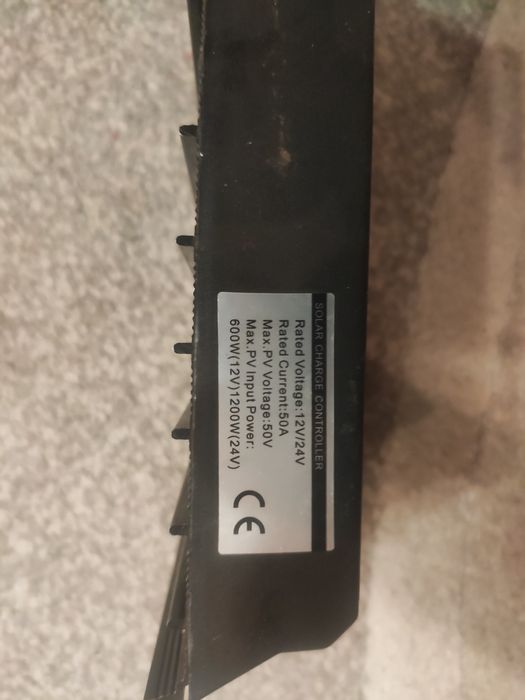 SOLAR CHARGE CONTROLLER
Rated Voltage:12V/24V
Rated Current:50A
Max.PV Voltage:50V
Max.PV Input Power:
600W(12V)1200W(24V)
CE